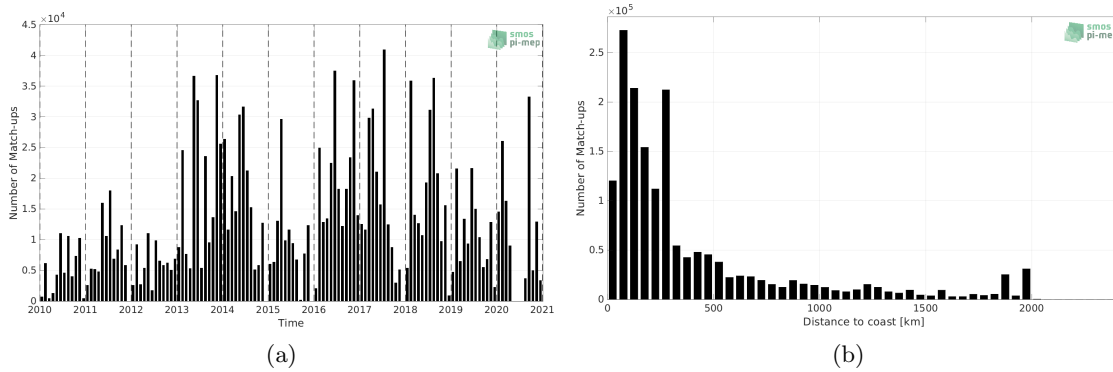 ×10⁴
4.5
4
3.5
3
2.5
2
1.5
1
0.5
0
Number of Match-ups
smos
pi-mep
2010 2011 2012 2013 2014 2015 2016 2017 2018 2019 2020 2021
Time
(a)
×10⁵
2.5
2
1.5
1
0.5
0
Number of Match-ups
smos
pi-mep
0 500 1000 1500 2000
Distance to coast [km]
(b)